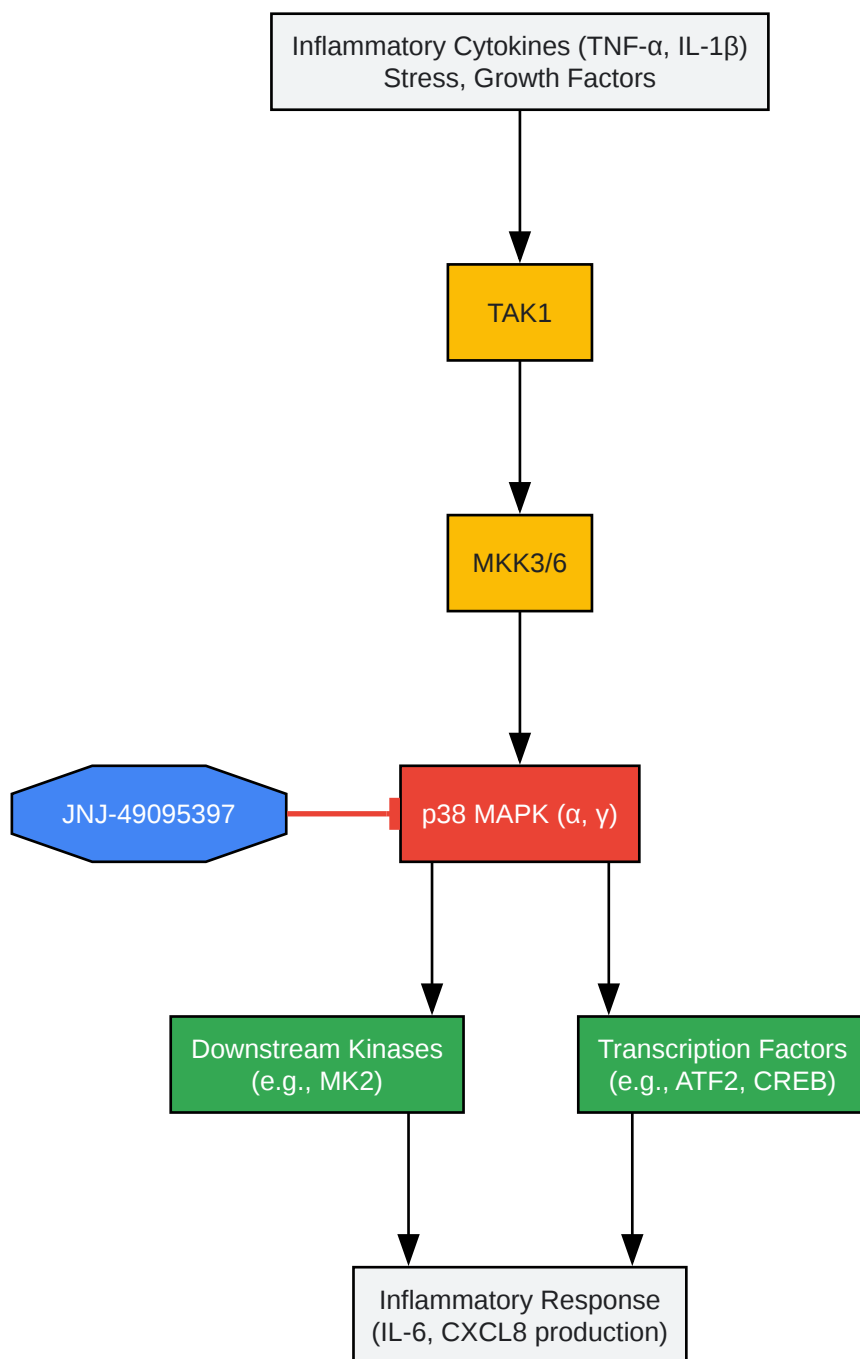 Inflammatory Cytokines (TNF-α, IL-1β)
Stress, Growth Factors
TAK1
MKK3/6
JNJ-49095397
p38 MAPK (α, γ)
Downstream Kinases
(e.g., MK2)
Transcription Factors
(e.g., ATF2, CREB)
Inflammatory Response
(IL-6, CXCL8 production)